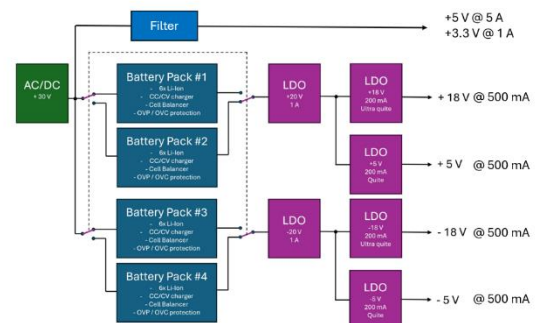 Filter
+5 V @ 5 A
+3.3 V @ 1 A
AC/DC
+ 30 V
Battery Pack #1
- 6x Li-Ion
- CC/CV charger
- Cell Balancer
- OVP / OVC protection
LDO
+20 V
1 A
LDO
+18 V
200 mA
Ultra quite
+ 18 V @ 500 mA
Battery Pack #2
- 6x Li-Ion
- CC/CV charger
- Cell Balancer
- OVP / OVC protection
LDO
+5 V
200 mA
Quite
+ 5 V @ 500 mA
Battery Pack #3
- 6x Li-Ion
- CC/CV charger
- Cell Balancer
- OVP / OVC protection
LDO
-20 V
1 A
LDO
-18 V
200 mA
Ultra quite
- 18 V @ 500 mA
Battery Pack #4
- 6x Li-Ion
- CC/CV charger
- Cell Balancer
- OVP / OVC protection
LDO
-5 V
200 mA
Quite
- 5 V @ 500 mA